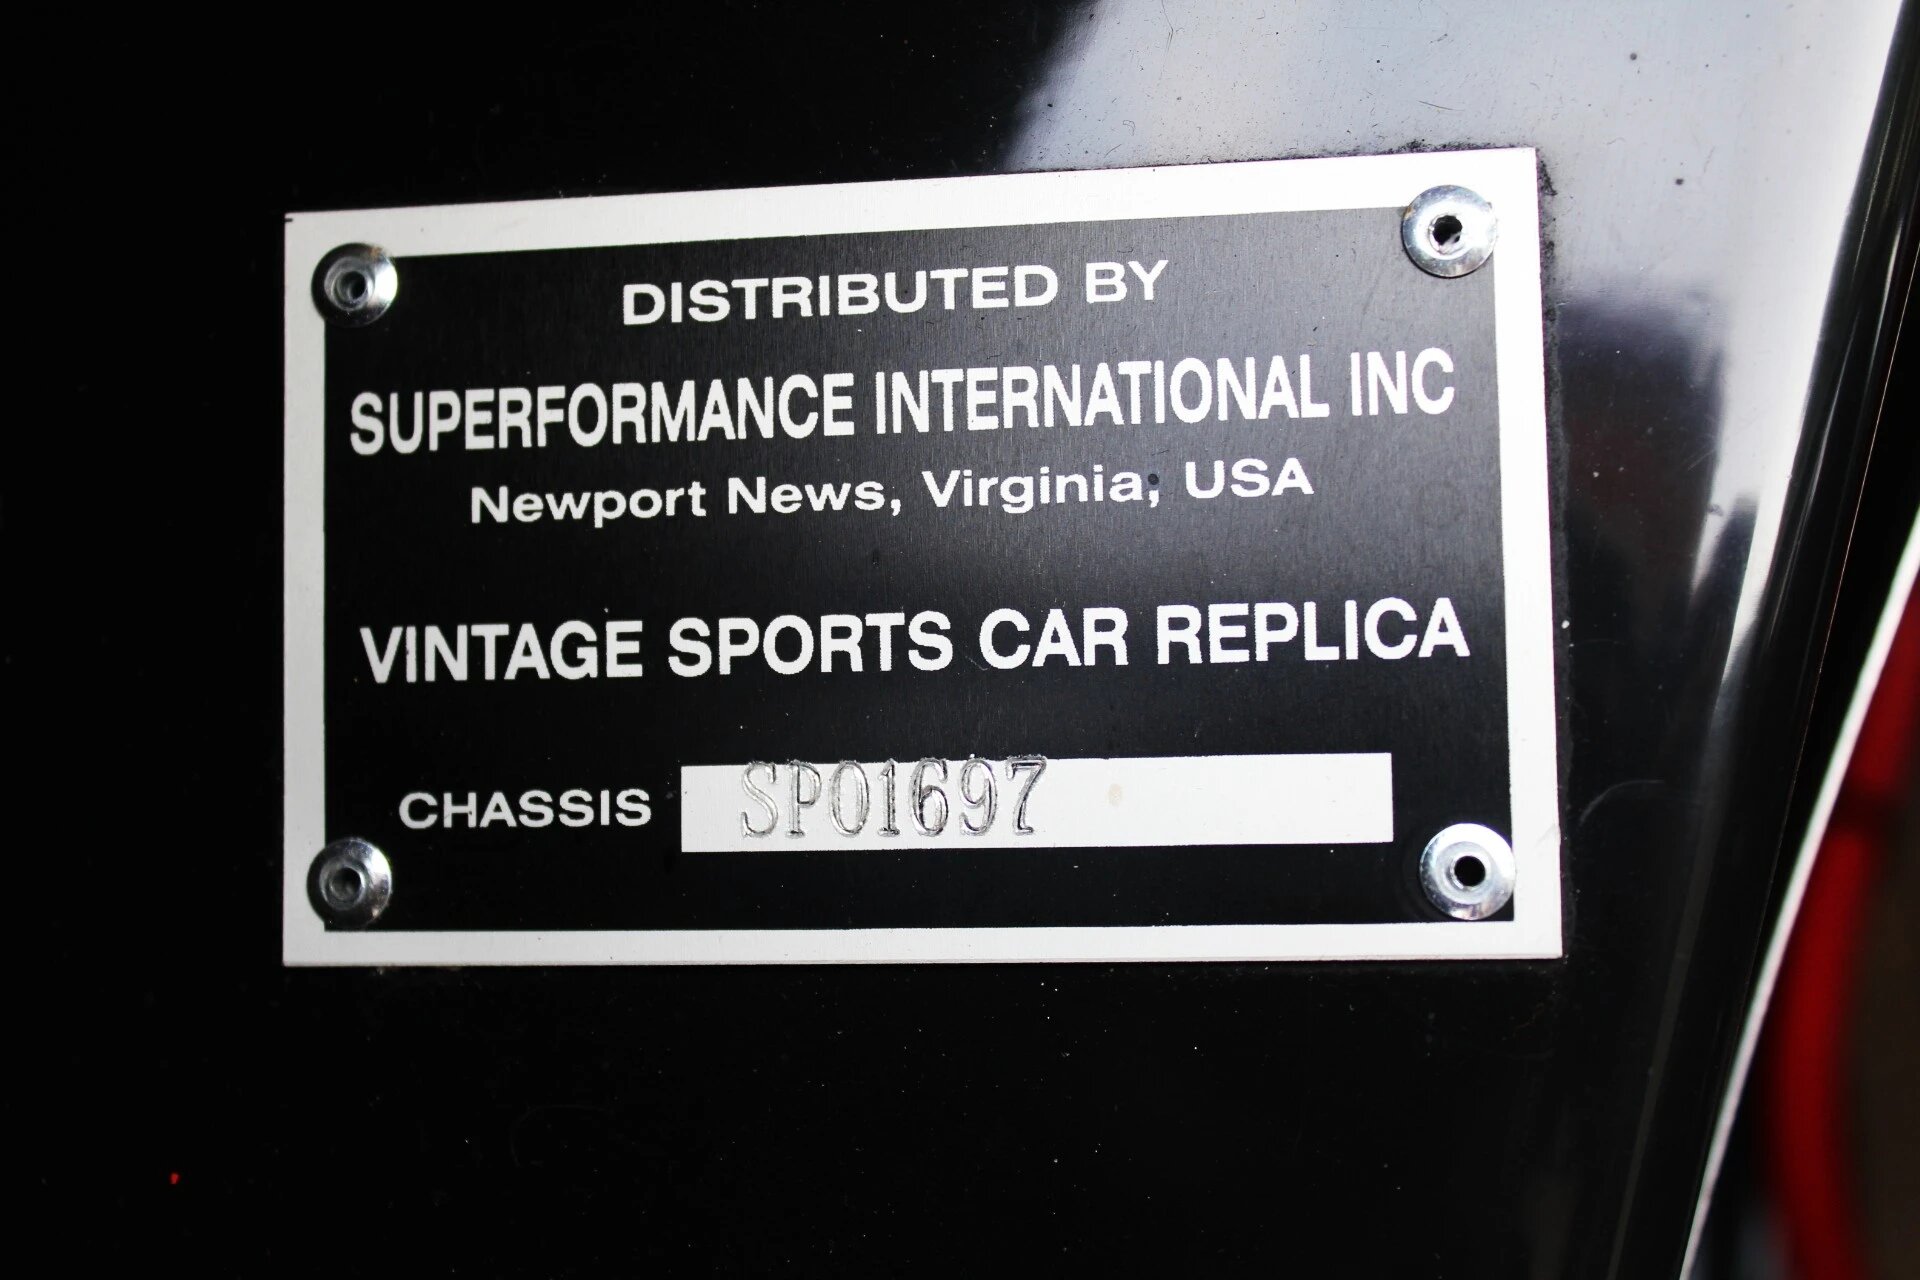 DISTRIBUTED BY
SUPERFORMANCE INTERNATIONAL INC
Newport News, Virginia, USA
VINTAGE SPORTS CAR REPLICA
CHASSIS SP01697